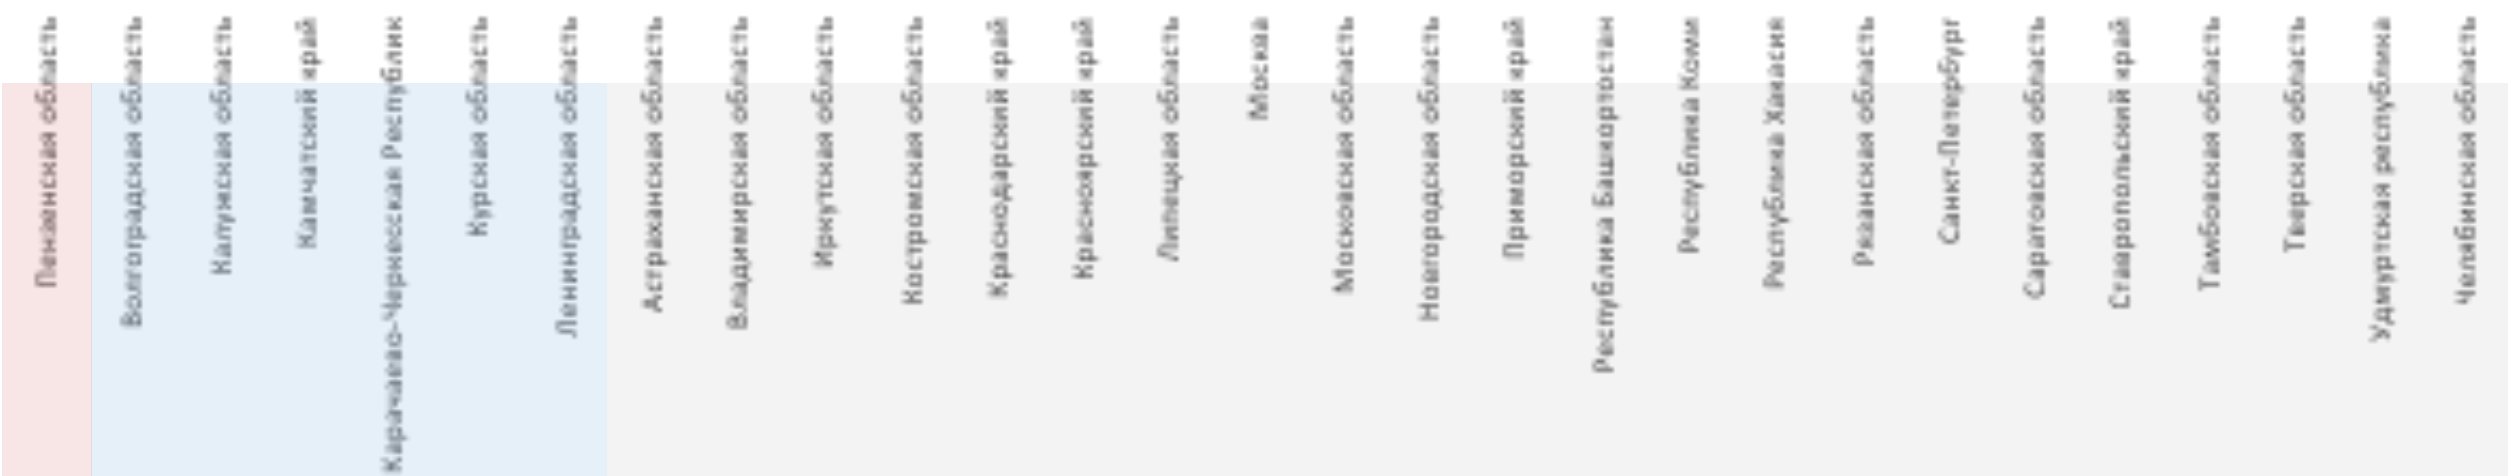 Пензенская область
Волгоградская область
Калужская область
Камчатский край
Карачаево-Черкесская Республик
Курская область
Ленинградская область
Астраханская область
Владимирская область
Иркутская область
Костромская область
Краснодарский край
Красноярский край
Липецкая область
Москва
Московская область
Новгородская область
Приморский край
Республика Башкортостан
Республика Коми
Республика Хакасия
Рязанская область
Санкт-Петербург
Саратовская область
Ставропольский край
Тамбовская область
Тверская область
Удмуртская республика
Челябинская область